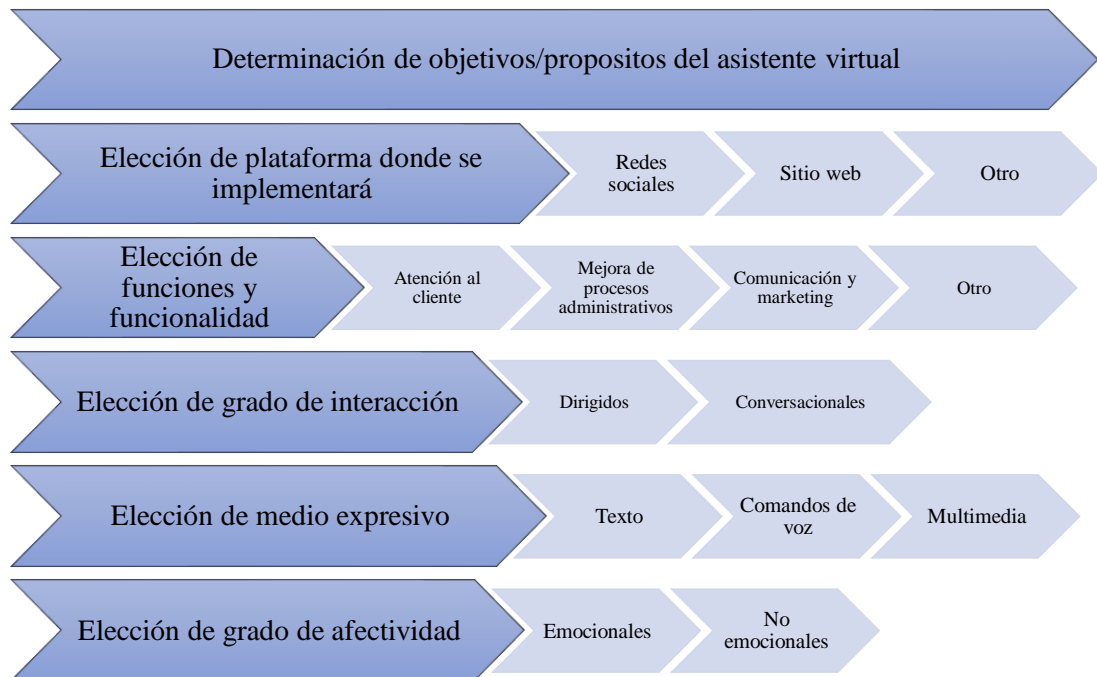 Determinación de objetivos/propositos del asistente virtual
Elección de plataforma donde se
implementará
Redes
sociales
Sitio web
Otro
Elección de
funciones y
funcionalidad
Atención al
cliente
Mejora de
procesos
administrativos
Comunicación y
marketing
Otro
Elección de grado de interacción
Dirigidos
Conversacionales
Elección de medio expresivo
Texto
Comandos de
voz
Multimedia
Elección de grado de afectividad
Emocionales
No
emocionales